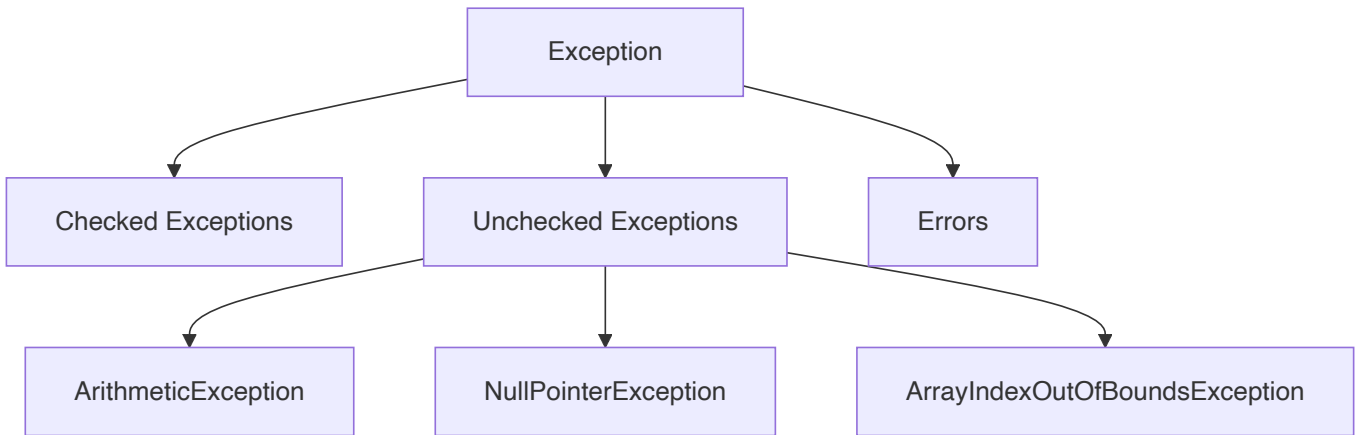 Exception
Checked Exceptions
Unchecked Exceptions
Errors
ArithmeticException
NullPointerException
ArrayIndexOutOfBoundsException